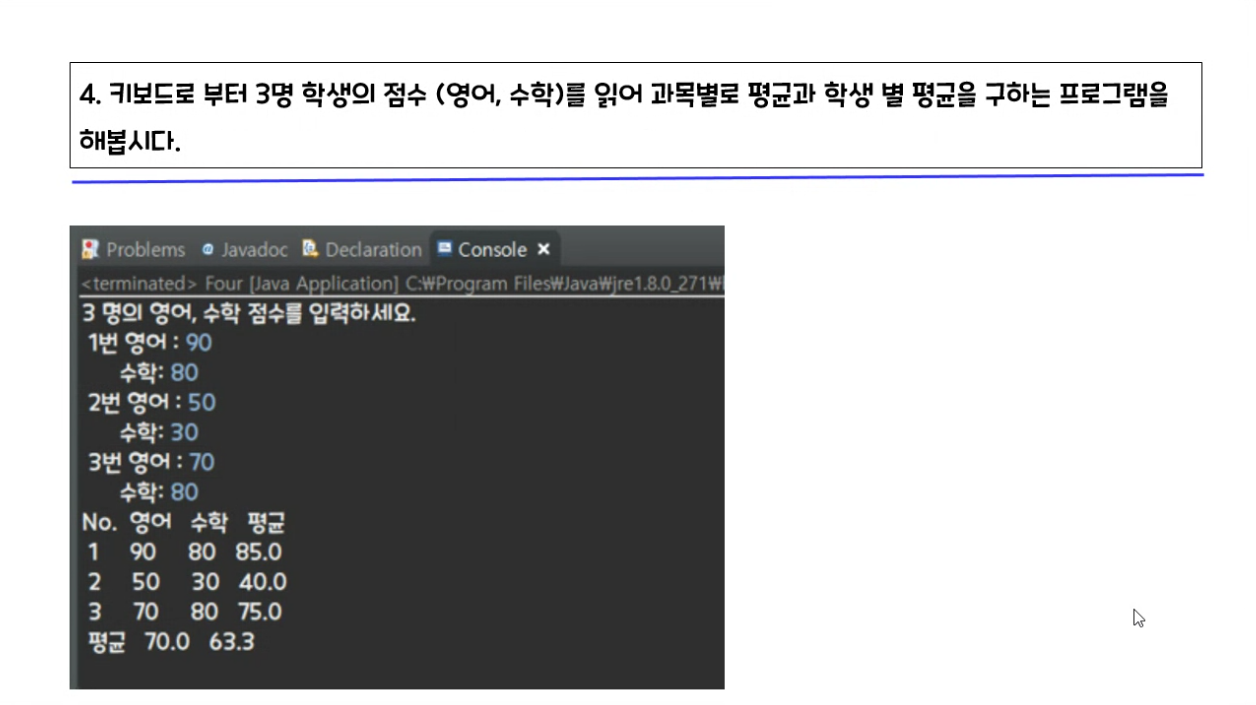 4. 키보드로 부터 3명 학생의 점수 (영어, 수학)를 읽어 과목별로 평균과 학생 별 평균을 구하는 프로그램을
해봅시다.
Problems Javadoc Declaration Console
<terminated> Four [Java Application] C:₩Program Files₩Java₩jre1.8.0_271₩
3 명의 영어, 수학 점수를 입력하세요.
1번 영어 : 90
수학: 80
2번 영어 : 50
수학: 30
3번 영어 : 70
수학: 80
No. 영어 수학 평균
1 90 80 85.0
2 50 30 40.0
3 70 80 75.0
평균 70.0 63.3